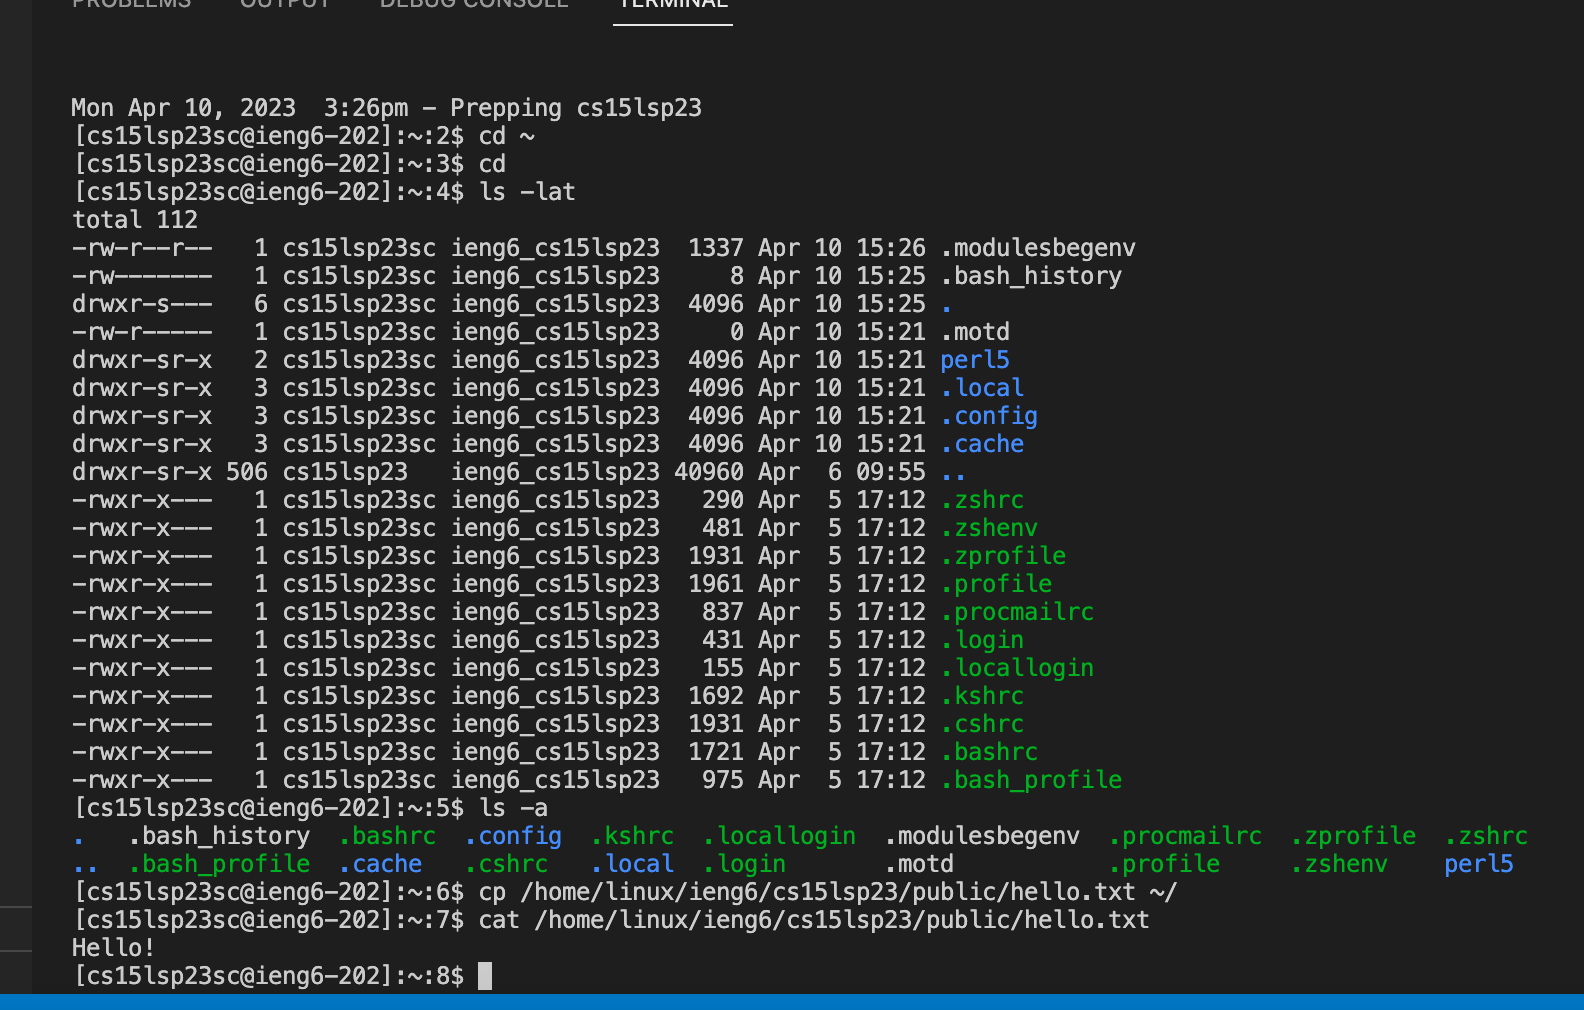 PROBLEMS OUTPUT DEBUG CONSOLE TERMINAL
Mon Apr 10, 2023  3:26pm - Prepping cs15lsp23
[cs15lsp23sc@ieng6-202]:~:2$ cd ~
[cs15lsp23sc@ieng6-202]:~:3$ cd
[cs15lsp23sc@ieng6-202]:~:4$ ls -lat
total 112
-rw-r--r--   1 cs15lsp23sc ieng6_cs15lsp23  1337 Apr 10 15:26 .modulesbegenv
-rw-------   1 cs15lsp23sc ieng6_cs15lsp23     8 Apr 10 15:25 .bash_history
drwxr-s---   6 cs15lsp23sc ieng6_cs15lsp23  4096 Apr 10 15:25 .
-rw-r-----   1 cs15lsp23sc ieng6_cs15lsp23     0 Apr 10 15:21 .motd
drwxr-sr-x   2 cs15lsp23sc ieng6_cs15lsp23  4096 Apr 10 15:21 perl5
drwxr-sr-x   3 cs15lsp23sc ieng6_cs15lsp23  4096 Apr 10 15:21 .local
drwxr-sr-x   3 cs15lsp23sc ieng6_cs15lsp23  4096 Apr 10 15:21 .config
drwxr-sr-x   3 cs15lsp23sc ieng6_cs15lsp23  4096 Apr 10 15:21 .cache
drwxr-sr-x 506 cs15lsp23   ieng6_cs15lsp23 40960 Apr  6 09:55 ..
-rwxr-x---   1 cs15lsp23sc ieng6_cs15lsp23   290 Apr  5 17:12 .zshrc
-rwxr-x---   1 cs15lsp23sc ieng6_cs15lsp23   481 Apr  5 17:12 .zshenv
-rwxr-x---   1 cs15lsp23sc ieng6_cs15lsp23  1931 Apr  5 17:12 .zprofile
-rwxr-x---   1 cs15lsp23sc ieng6_cs15lsp23  1961 Apr  5 17:12 .profile
-rwxr-x---   1 cs15lsp23sc ieng6_cs15lsp23   837 Apr  5 17:12 .procmailrc
-rwxr-x---   1 cs15lsp23sc ieng6_cs15lsp23   431 Apr  5 17:12 .login
-rwxr-x---   1 cs15lsp23sc ieng6_cs15lsp23   155 Apr  5 17:12 .locallogin
-rwxr-x---   1 cs15lsp23sc ieng6_cs15lsp23  1692 Apr  5 17:12 .kshrc
-rwxr-x---   1 cs15lsp23sc ieng6_cs15lsp23  1931 Apr  5 17:12 .cshrc
-rwxr-x---   1 cs15lsp23sc ieng6_cs15lsp23  1721 Apr  5 17:12 .bashrc
-rwxr-x---   1 cs15lsp23sc ieng6_cs15lsp23   975 Apr  5 17:12 .bash_profile
[cs15lsp23sc@ieng6-202]:~:5$ ls -a
.   .bash_history  .bashrc  .config  .kshrc  .locallogin  .modulesbegenv  .procmailrc  .zprofile  .zshrc
..  .bash_profile  .cache   .cshrc   .local  .login       .motd           .profile     .zshenv    perl5
[cs15lsp23sc@ieng6-202]:~:6$ cp /home/linux/ieng6/cs15lsp23/public/hello.txt ~/
[cs15lsp23sc@ieng6-202]:~:7$ cat /home/linux/ieng6/cs15lsp23/public/hello.txt
Hello!
[cs15lsp23sc@ieng6-202]:~:8$